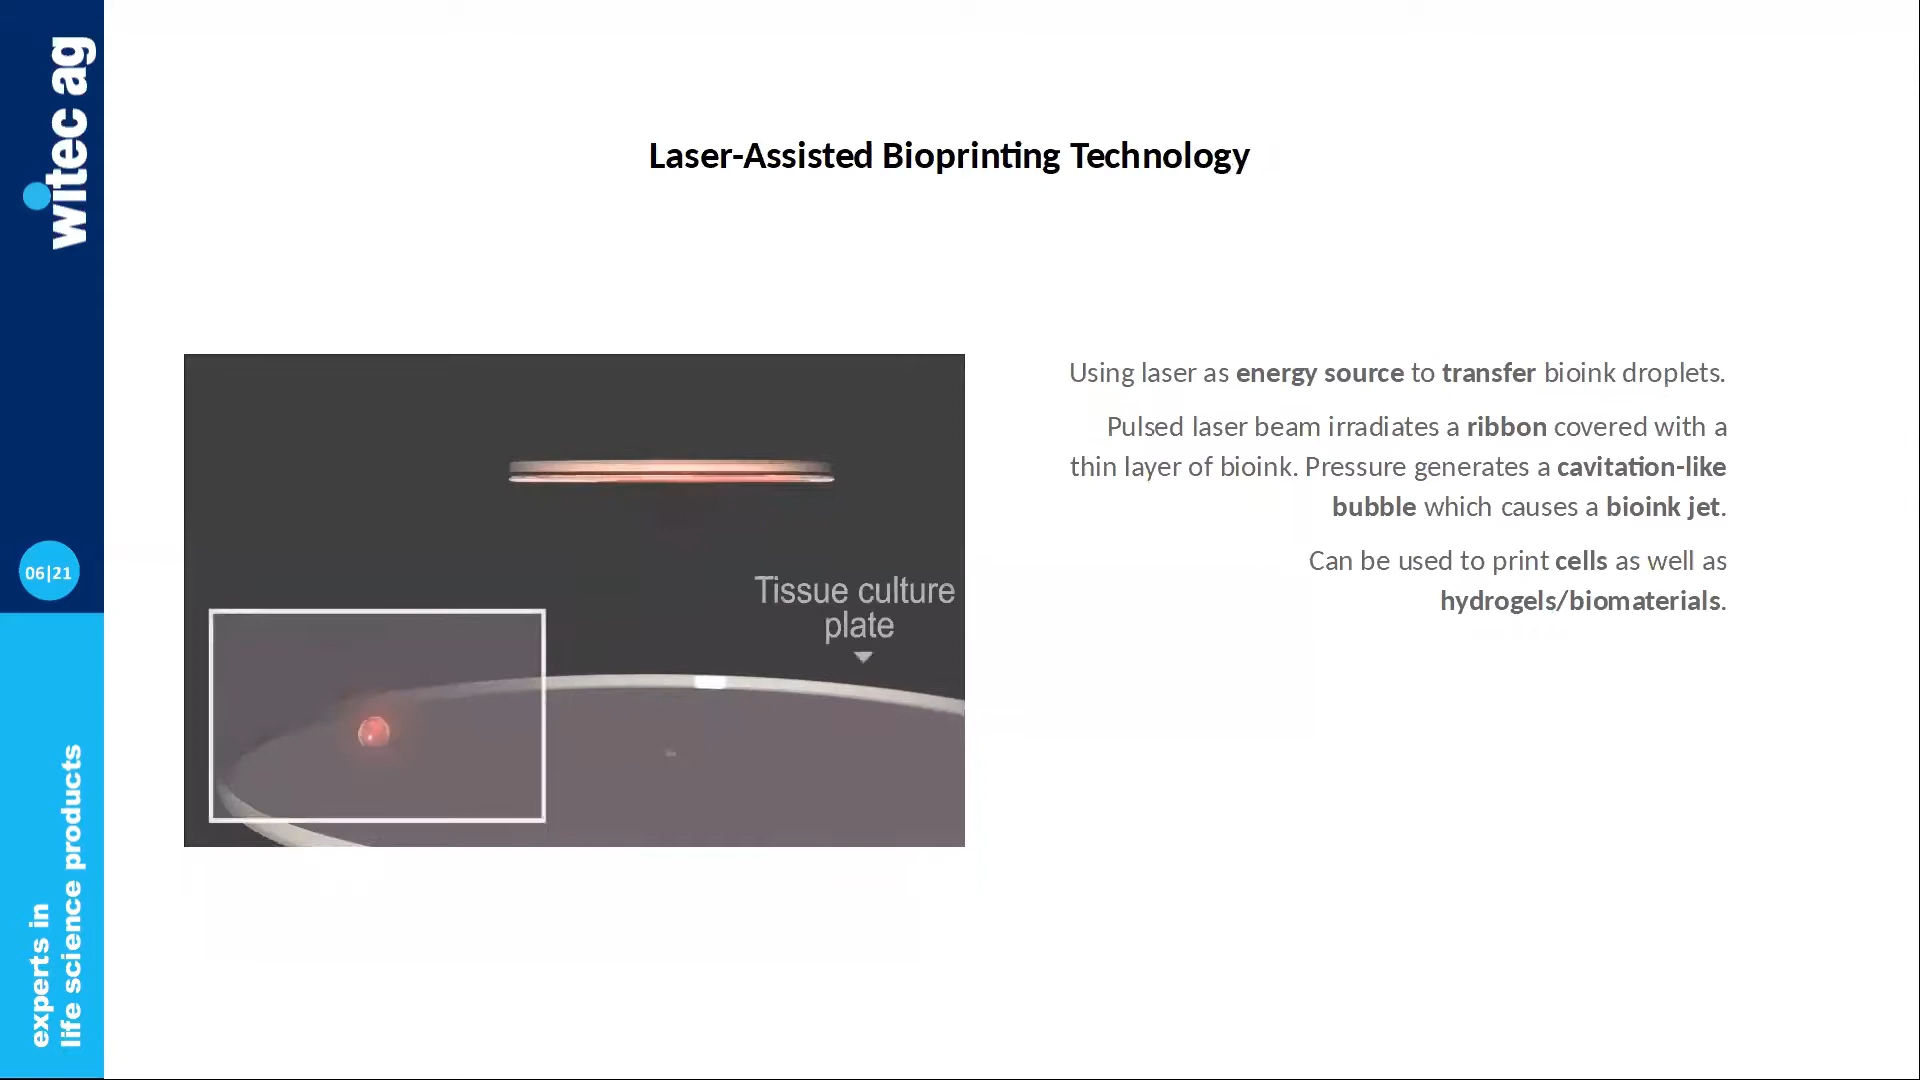 witec ag
06|21
experts in
life science products
Laser-Assisted Bioprinting Technology
Tissue culture
plate
Using laser as energy source to transfer bioink droplets.
Pulsed laser beam irradiates a ribbon covered with a
thin layer of bioink. Pressure generates a cavitation-like
bubble which causes a bioink jet.
Can be used to print cells as well as
hydrogels/biomaterials.